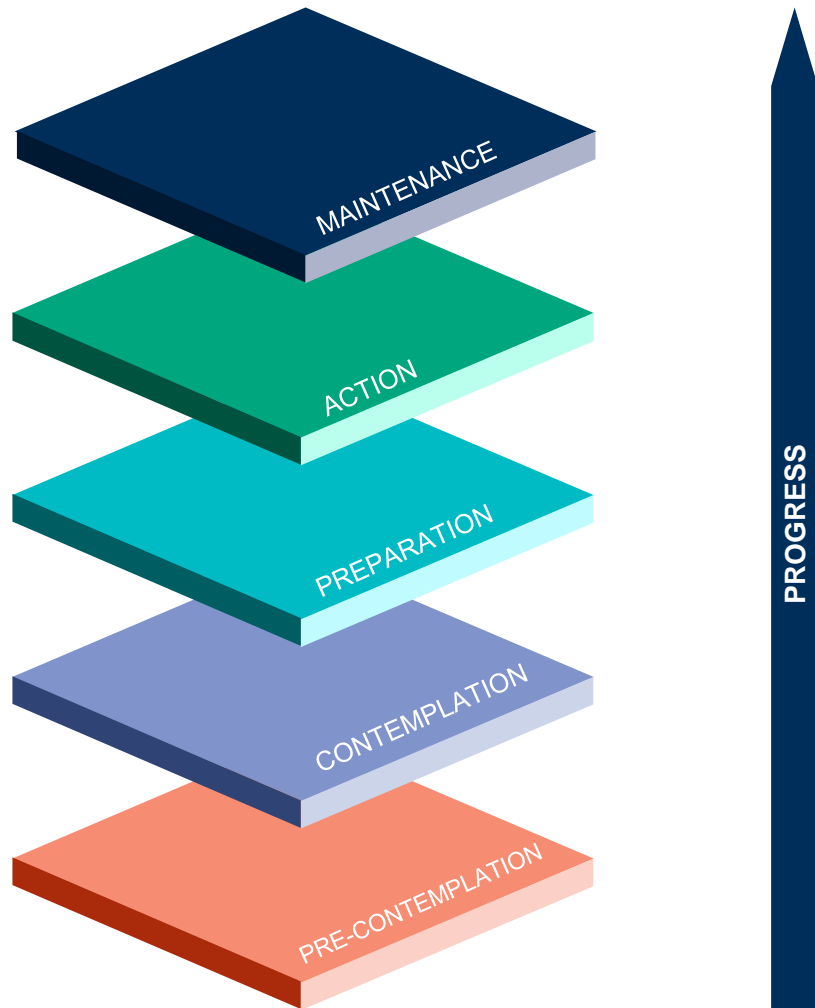 MAINTENANCE
ACTION
PREPARATION
CONTEMPLATION
PRE-CONTEMPLATION
PROGRESS